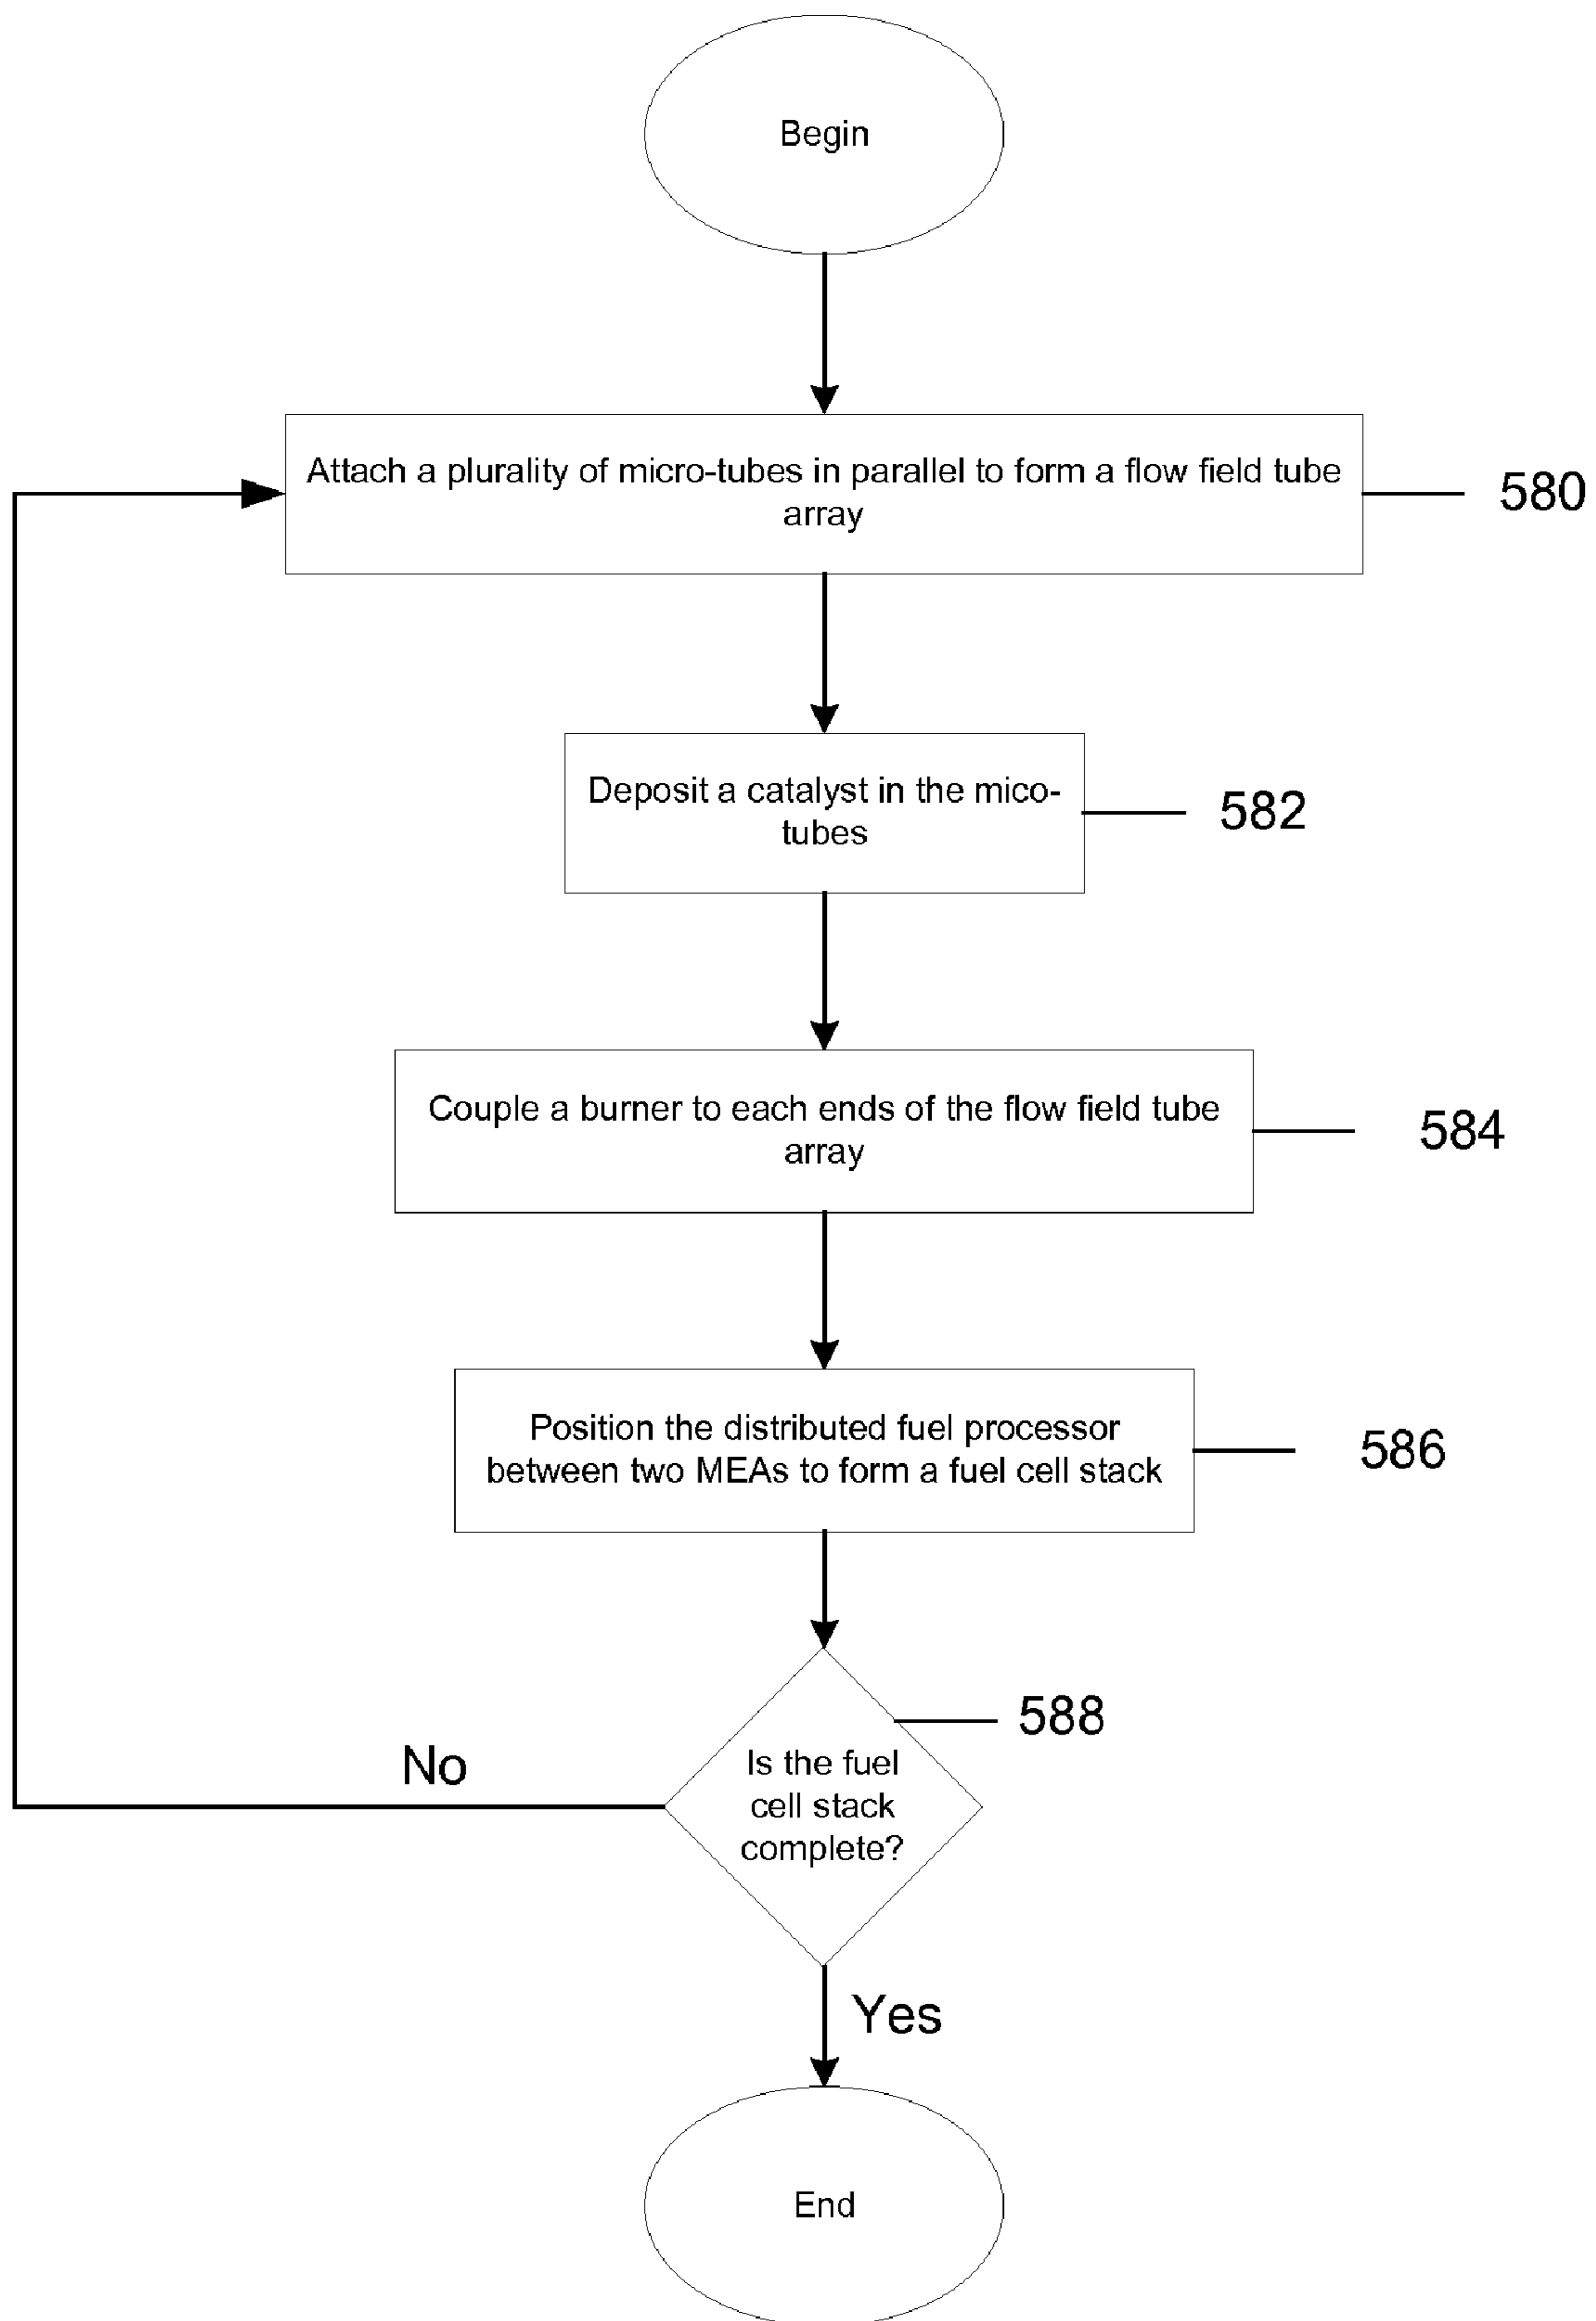 Begin
Attach a plurality of micro-tubes in parallel to form a flow field tube
array
580
Deposit a catalyst in the mico-
tubes
582
Couple a burner to each ends of the flow field tube
array
584
Position the distributed fuel processor
between two MEAs to form a fuel cell stack
586
588
Is the fuel
cell stack
complete?
No
Yes
End